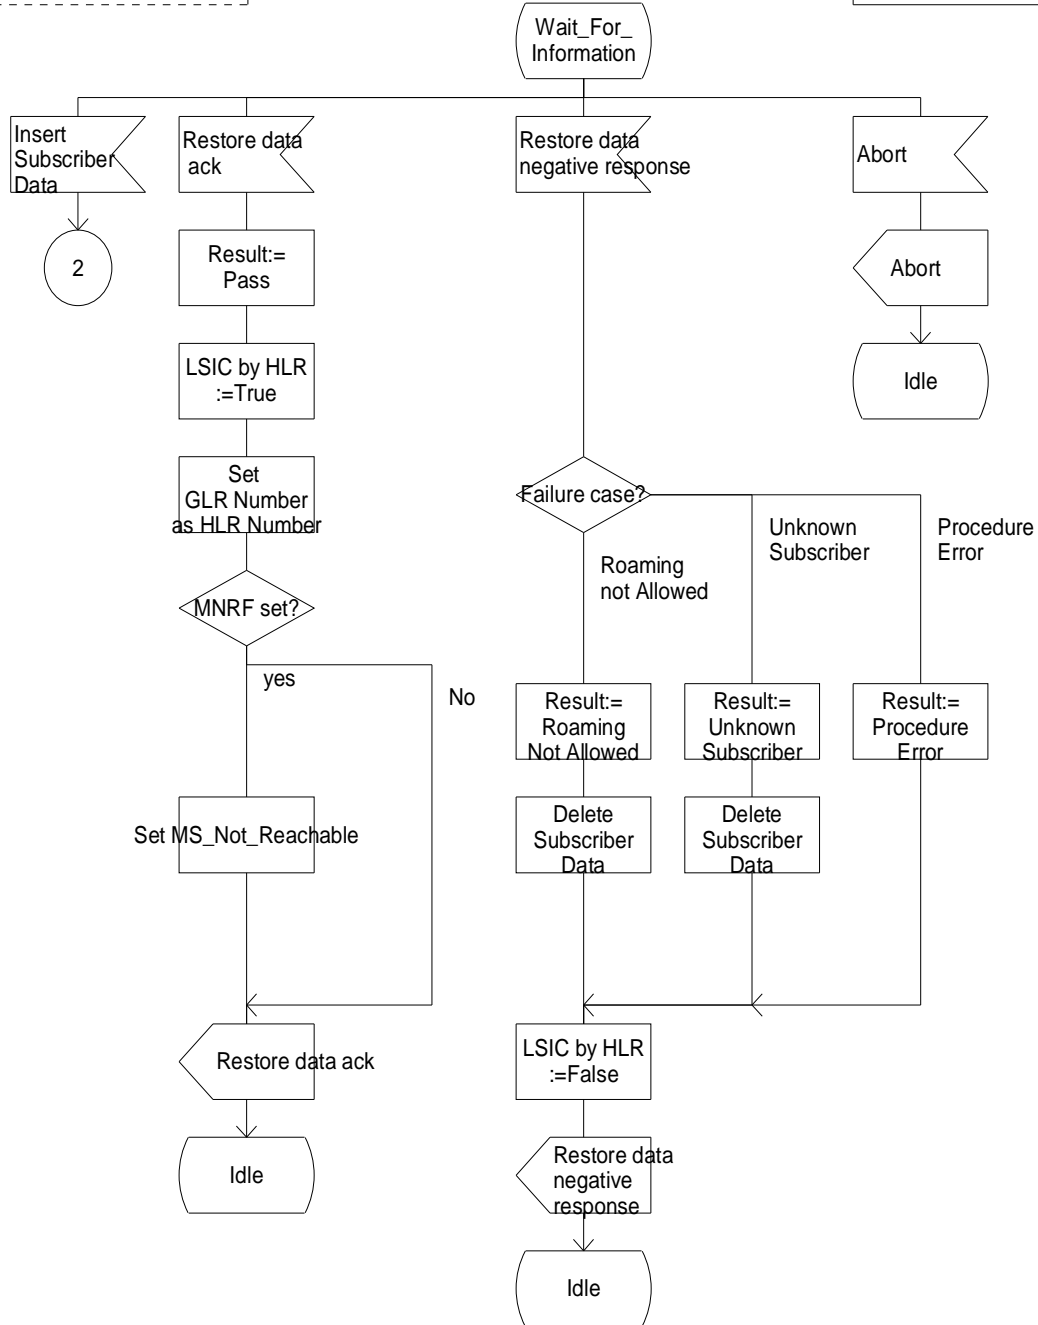 Wait_For_
Information
Insert
Subscriber
Data
Restore data
ack
Restore data
negative response
Abort
2
Result:=
Pass
Abort
LSIC by HLR
:=True
Idle
Set
GLR Number
as HLR Number
Failure case?
Unknown
Subscriber
Procedure
Error
Roaming
not Allowed
MNRF set?
yes
No
Result:=
Roaming
Not Allowed
Result:=
Unknown
Subscriber
Result:=
Procedure
Error
Set MS_Not_Reachable
Delete
Subscriber
Data
Delete
Subscriber
Data
Restore data ack
LSIC by HLR
:=False
Idle
Restore data
negative
response
Idle